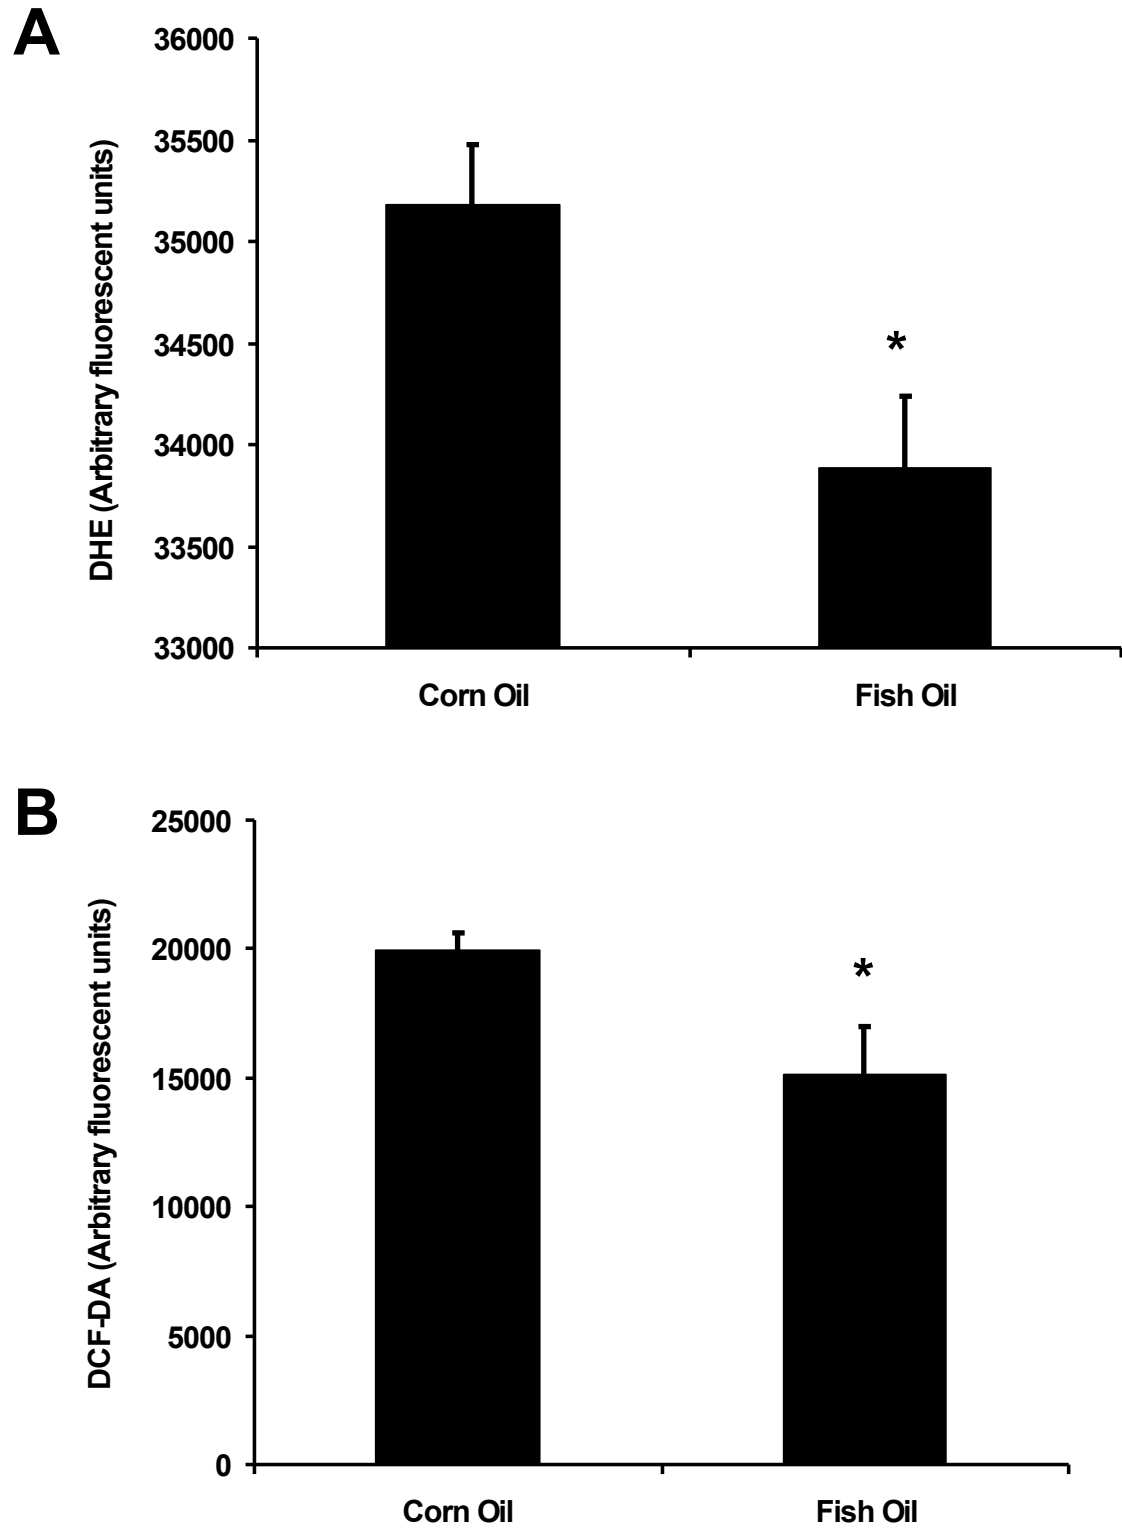 A
36000
35500
35000
34500
34000
33500
33000
DHE (Arbitrary fluorescent units)
*
Corn Oil Fish Oil
B
25000
20000
15000
10000
5000
0
DCF-DA (Arbitrary fluorescent units)
*
Corn Oil Fish Oil